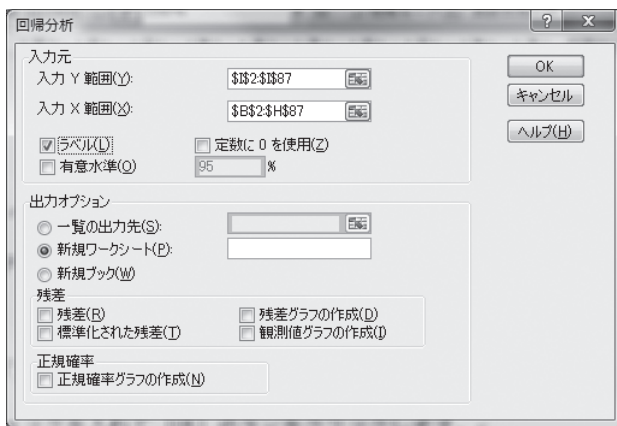 回帰分析
入力元
入力 Y 範囲(Y):
$I$2:$I$87
入力 X 範囲(X):
$B$2:$H$87
ラベル(L)
定数に 0 を使用(Z)
有意水準(O)
95
%
OK
キャンセル
ヘルプ(H)
出力オプション
一覧の出力先(S):
新規ワークシート(P):
新規ブック(W)
残差
残差(R)
残差グラフの作成(D)
標準化された残差(T)
観測値グラフの作成(I)
正規確率
正規確率グラフの作成(N)